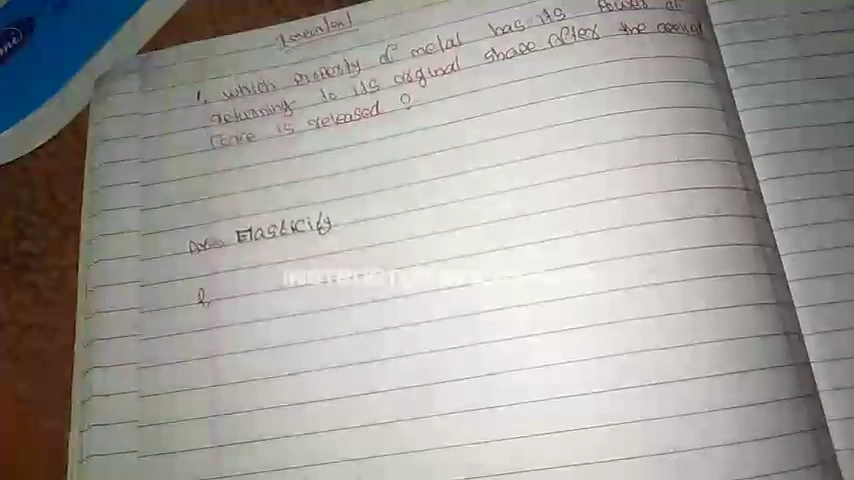 1. which property of metal has its Power of
returning to its original shape after the applied
force is released ?
Ans Elasticity
2.